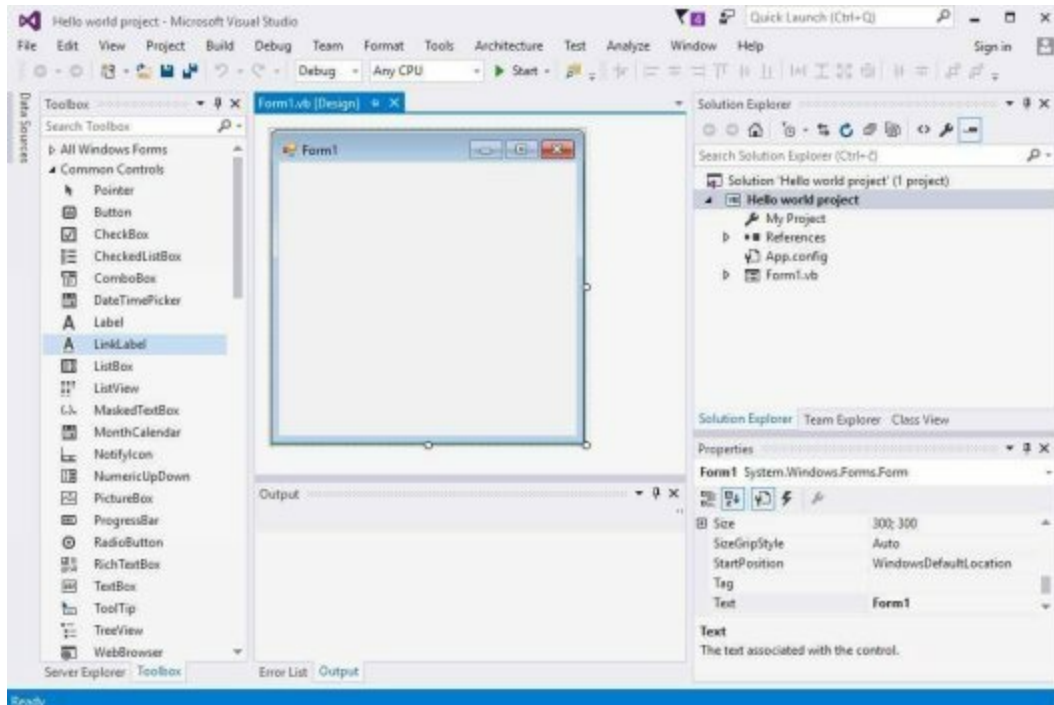 Hello world project - Microsoft Visual Studio
4
Quick Launch (Ctrl+Q)
File Edit View Project Build Debug Team Format Tools Architecture Test Analyze Window Help
Sign in
Debug Any CPU Start
Data Sources
Toolbox
Search Toolbox
All Windows Forms
Common Controls
Pointer
Button
CheckBox
CheckedListBox
ComboBox
DateTimePicker
Label
LinkLabel
ListBox
ListView
MaskedTextBox
MonthCalendar
NotifyIcon
NumericUpDown
PictureBox
ProgressBar
RadioButton
RichTextBox
TextBox
ToolTip
TreeView
WebBrowser
Server Explorer Toolbox
Form1.vb [Design]
Form1
Output
Error List Output
Solution Explorer
Search Solution Explorer (Ctrl+č)
Solution 'Hello world project' (1 project)
Hello world project
My Project
References
App.config
Form1.vb
Solution Explorer Team Explorer Class View
Properties
Form1 System.Windows.Forms.Form
Size 300; 300
SizeGripStyle Auto
StartPosition WindowsDefaultLocation
Tag
Text Form1
Text
The text associated with the control.
Ready